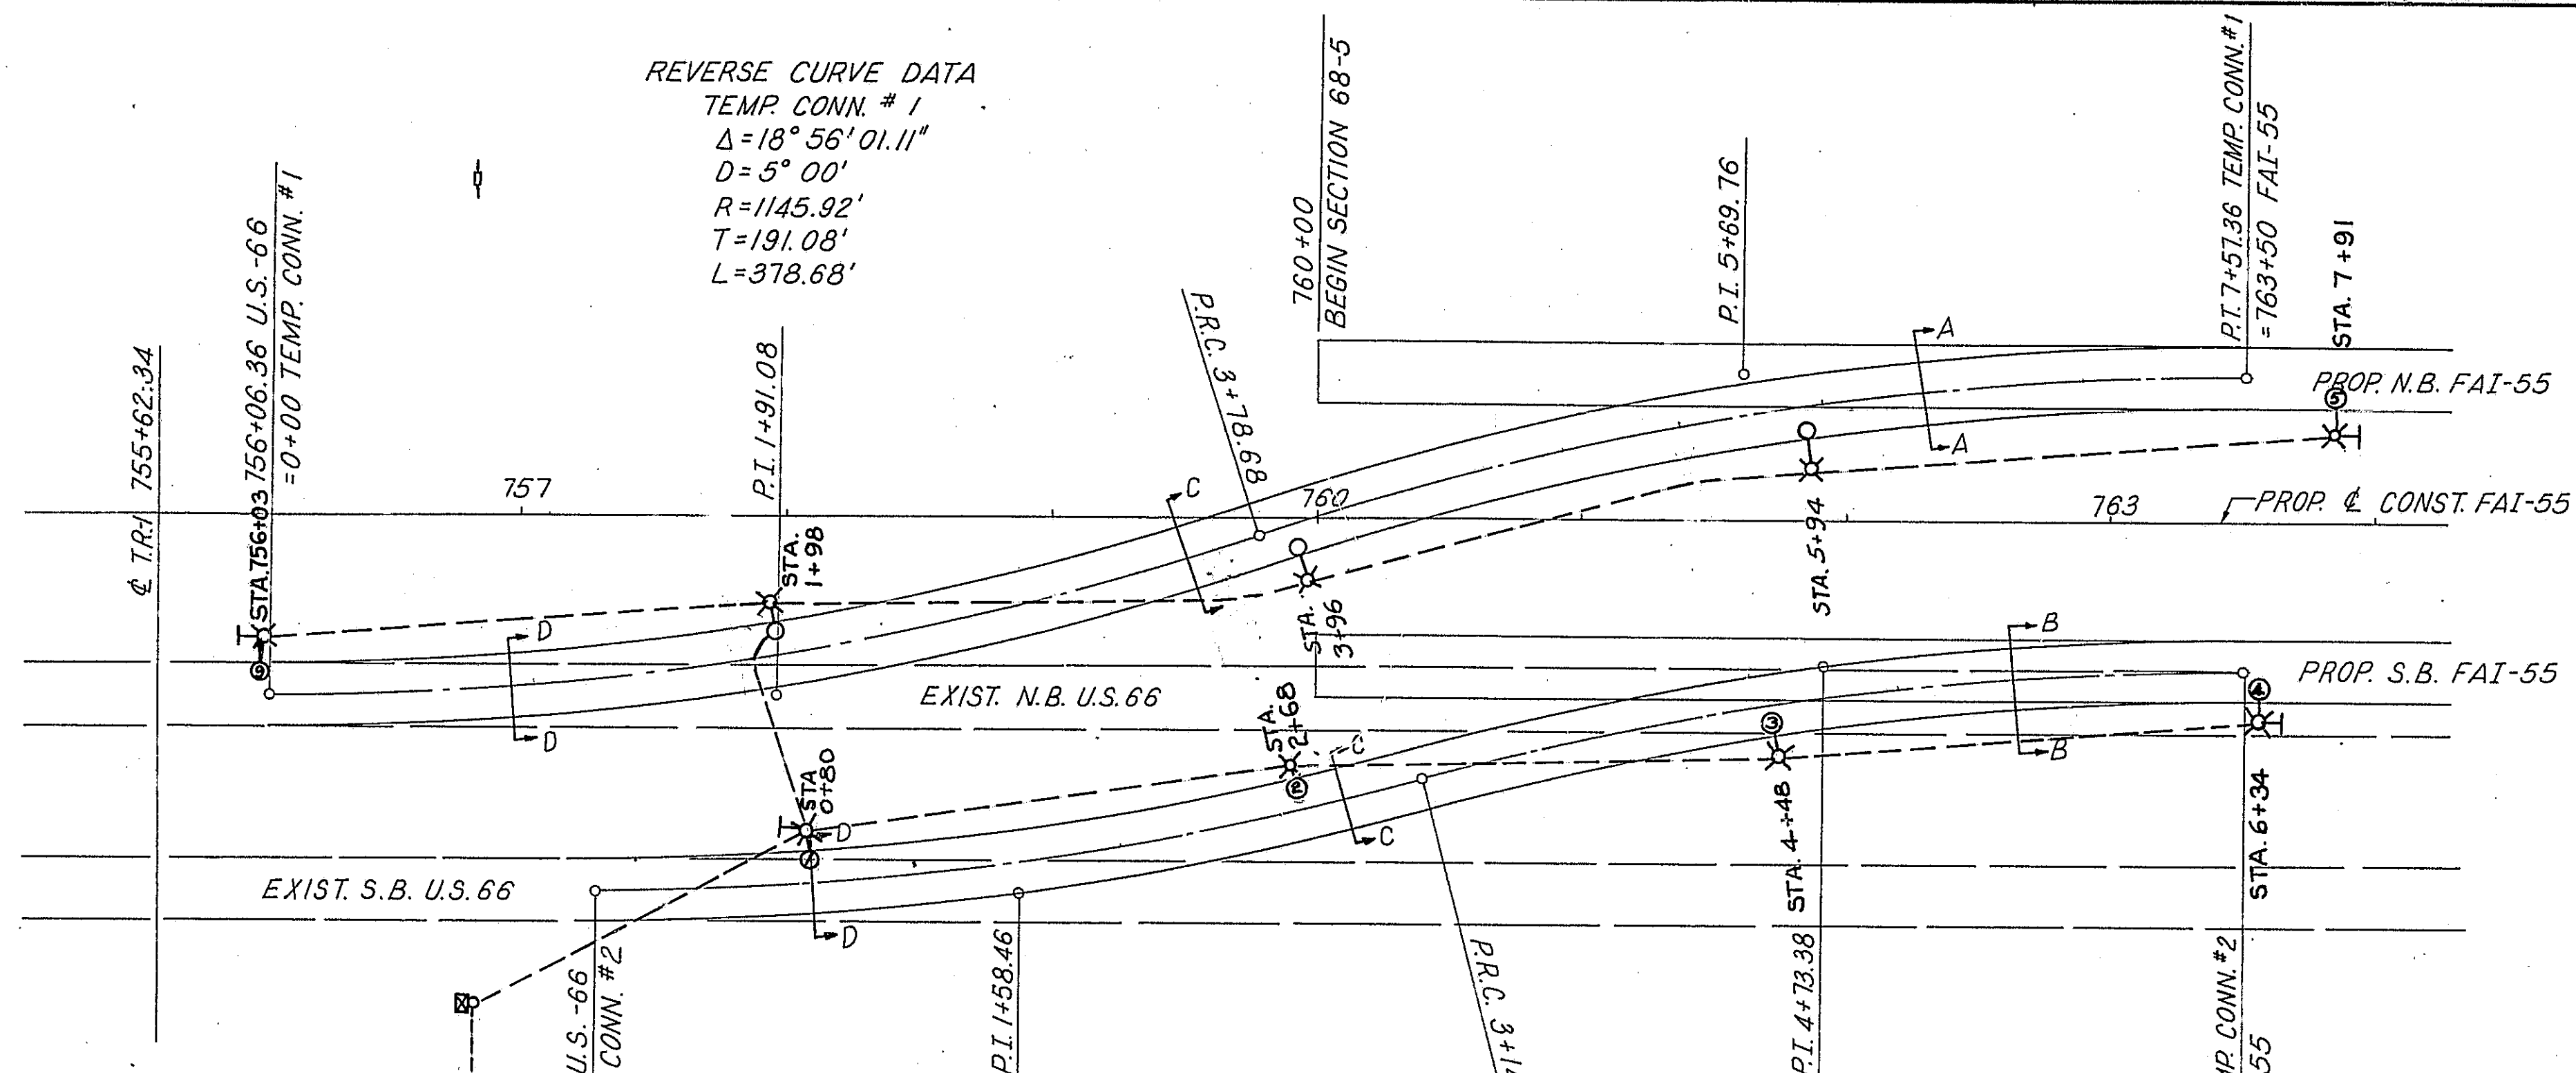 REVERSE CURVE DATA
TEMP. CONN. # 1
Δ=18° 56' 01.11"
D=5° 00'
R=1145.92'
T=191.08'
L=378.68'
℄ T.R.-1 755+62.34
STA. 756+03
756+06.36 U.S.-66
=0+00 TEMP. CONN. #1
P.I. 1+91.08
P.R.C. 3+78.68
760+00
BEGIN SECTION 68-5
P.I. 5+69.76
P.T. 7+57.36 TEMP. CONN. #1
=763+50 FAI-55
STA. 7+91
A
A
PROP. N.B. FAI-55
5
757
760
763
PROP. ℄ CONST. FAI-55
C
STA.
1+98
STA.
3+96
STA. 5+94
D
D
9
EXIST. N.B. U.S. 66
B
B
PROP. S.B. FAI-55
4
STA.
2+68
2
C
C
3
STA. 4+48
STA. 6+34
STA
0+80
D
D
EXIST. S.B. U.S. 66
U.S.-66
CONN. #2
P.I. 1+58.46
P.R.C. 3+1
P.I. 4+73.38
MP. CONN. #2
55